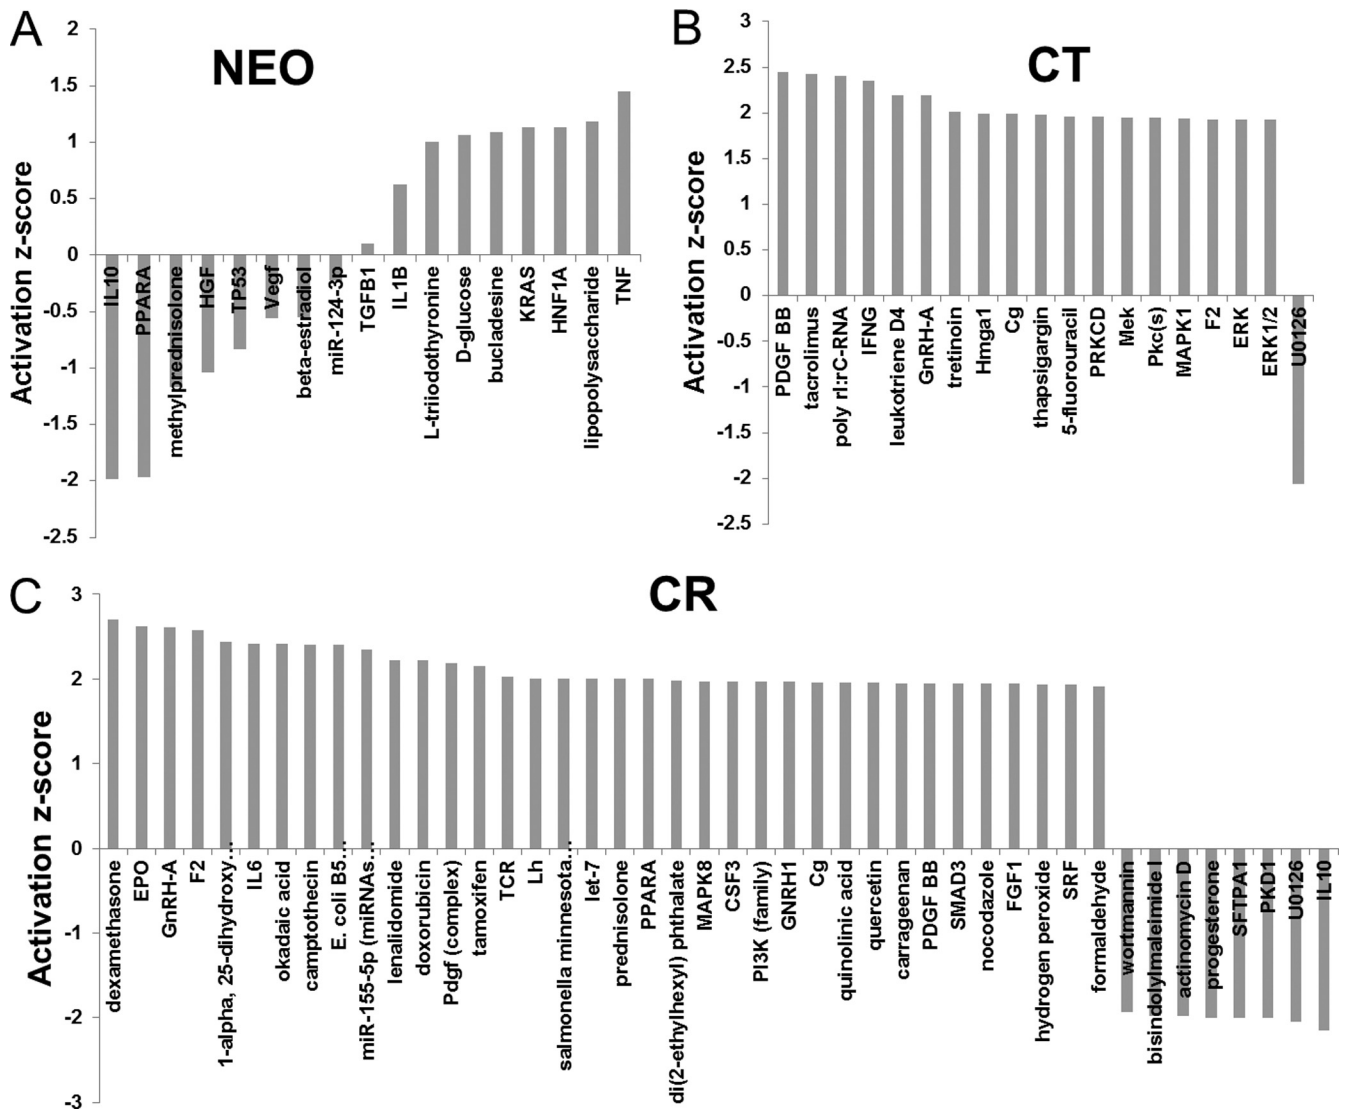 A
NEO
Activation z-score
2
1.5
1
0.5
0
-0.5
-1
-1.5
-2
-2.5
IL10
PPARA
methylprednisolone
HGF
TP53
Vegf
beta-estradiol
miR-124-3p
TGFB1
IL1B
L-triiodothyronine
D-glucose
bucladesine
KRAS
HNF1A
lipopolysaccharide
TNF
B
CT
Activation z-score
3
2.5
2
1.5
1
0.5
0
-0.5
-1
-1.5
-2
-2.5
PDGF BB
tacrolimus
poly rI:rC-RNA
IFNG
leukotriene D4
GnRH-A
tretinoin
Hmga1
Cg
thapsigargin
5-fluorouracil
PRKCD
Mek
Pkc(s)
MAPK1
F2
ERK
ERK1/2
U0126
C
CR
Activation z-score
3
2
1
0
-1
-2
-3
dexamethasone
EPO
GnRH-A
F2
1-alpha, 25-dihydroxy…
IL6
okadaic acid
camptothecin
E. coli B5…
miR-155-5p (miRNAs…
lenalidomide
doxorubicin
Pdgf (complex)
tamoxifen
TCR
Lh
salmonella minnesota…
let-7
prednisolone
PPARA
di(2-ethylhexyl) phthalate
MAPK8
CSF3
PI3K (family)
GNRH1
Cg
quinolinic acid
quercetin
carrageenan
PDGF BB
SMAD3
nocodazole
FGF1
hydrogen peroxide
SRF
formaldehyde
wortmannin
bisindolylmaleimide I
actinomycin D
progesterone
SFTPA1
PKD1
U0126
IL10